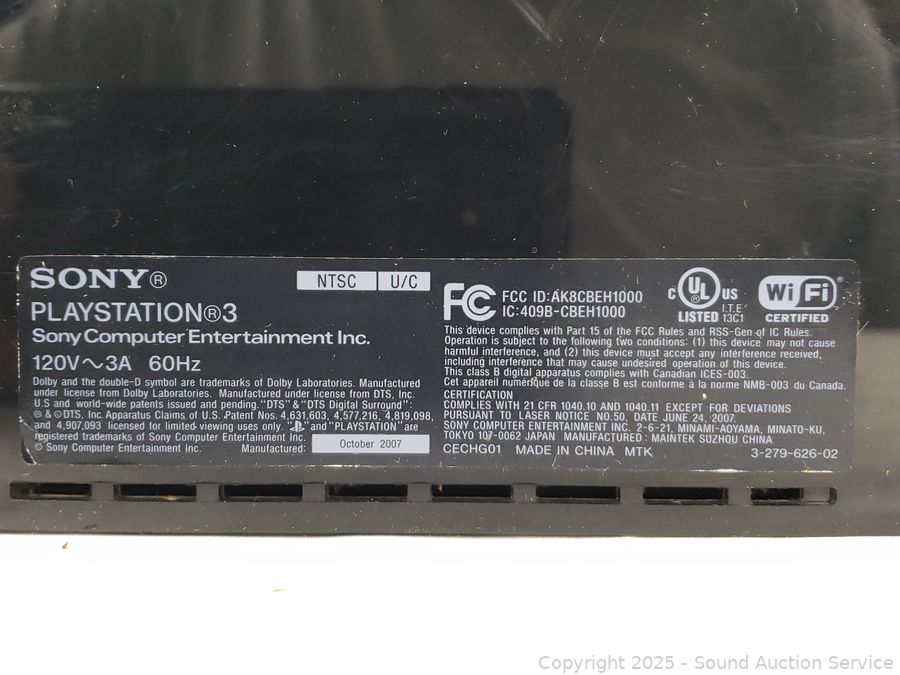 SONY®
NTSC U/C
PLAYSTATION®3
Sony Computer Entertainment Inc.
120V～3A 60Hz
Dolby and the double-D symbol are trademarks of Dolby Laboratories. Manufactured
under license from Dolby Laboratories. Manufactured under license from DTS, Inc.
U.S and world-wide patents issued and pending. "DTS" & "DTS Digital Surround":
® & © DTS, Inc. Apparatus Claims of U.S. Patent Nos. 4,631,603, 4,577,216, 4,819,098,
and 4,907,093 licensed for limited viewing uses only. " " and "PLAYSTATION" are
registered trademarks of Sony Computer Entertainment Inc.
© Sony Computer Entertainment Inc. Manufactured: October 2007
FC FCC ID:AK8CBEH1000
IC:409B-CBEH1000
C UL US
LISTED I.T.E 13C1
Wi Fi ®
CERTIFIED
This device complies with Part 15 of the FCC Rules and RSS-Gen of IC Rules.
Operation is subject to the following two conditions: (1) this device may not cause
harmful interference, and (2) this device must accept any interference received,
including interference that may cause undesired operation of this device.
This class B digital apparatus complies with Canadian ICES-003.
Cet appareil numérique de la classe B est conforme à la norme NMB-003 du Canada.
CERTIFICATION
COMPLIES WITH 21 CFR 1040.10 AND 1040.11 EXCEPT FOR DEVIATIONS
PURSUANT TO LASER NOTICE NO.50, DATE JUNE 24, 2007.
SONY COMPUTER ENTERTAINMENT INC. 2-6-21, MINAMI-AOYAMA, MINATO-KU,
TOKYO 107-0062 JAPAN MANUFACTURED : MAINTEK SUZHOU CHINA
CECHG01 MADE IN CHINA MTK 3-279-626-02
Copyright 2025 - Sound Auction Service